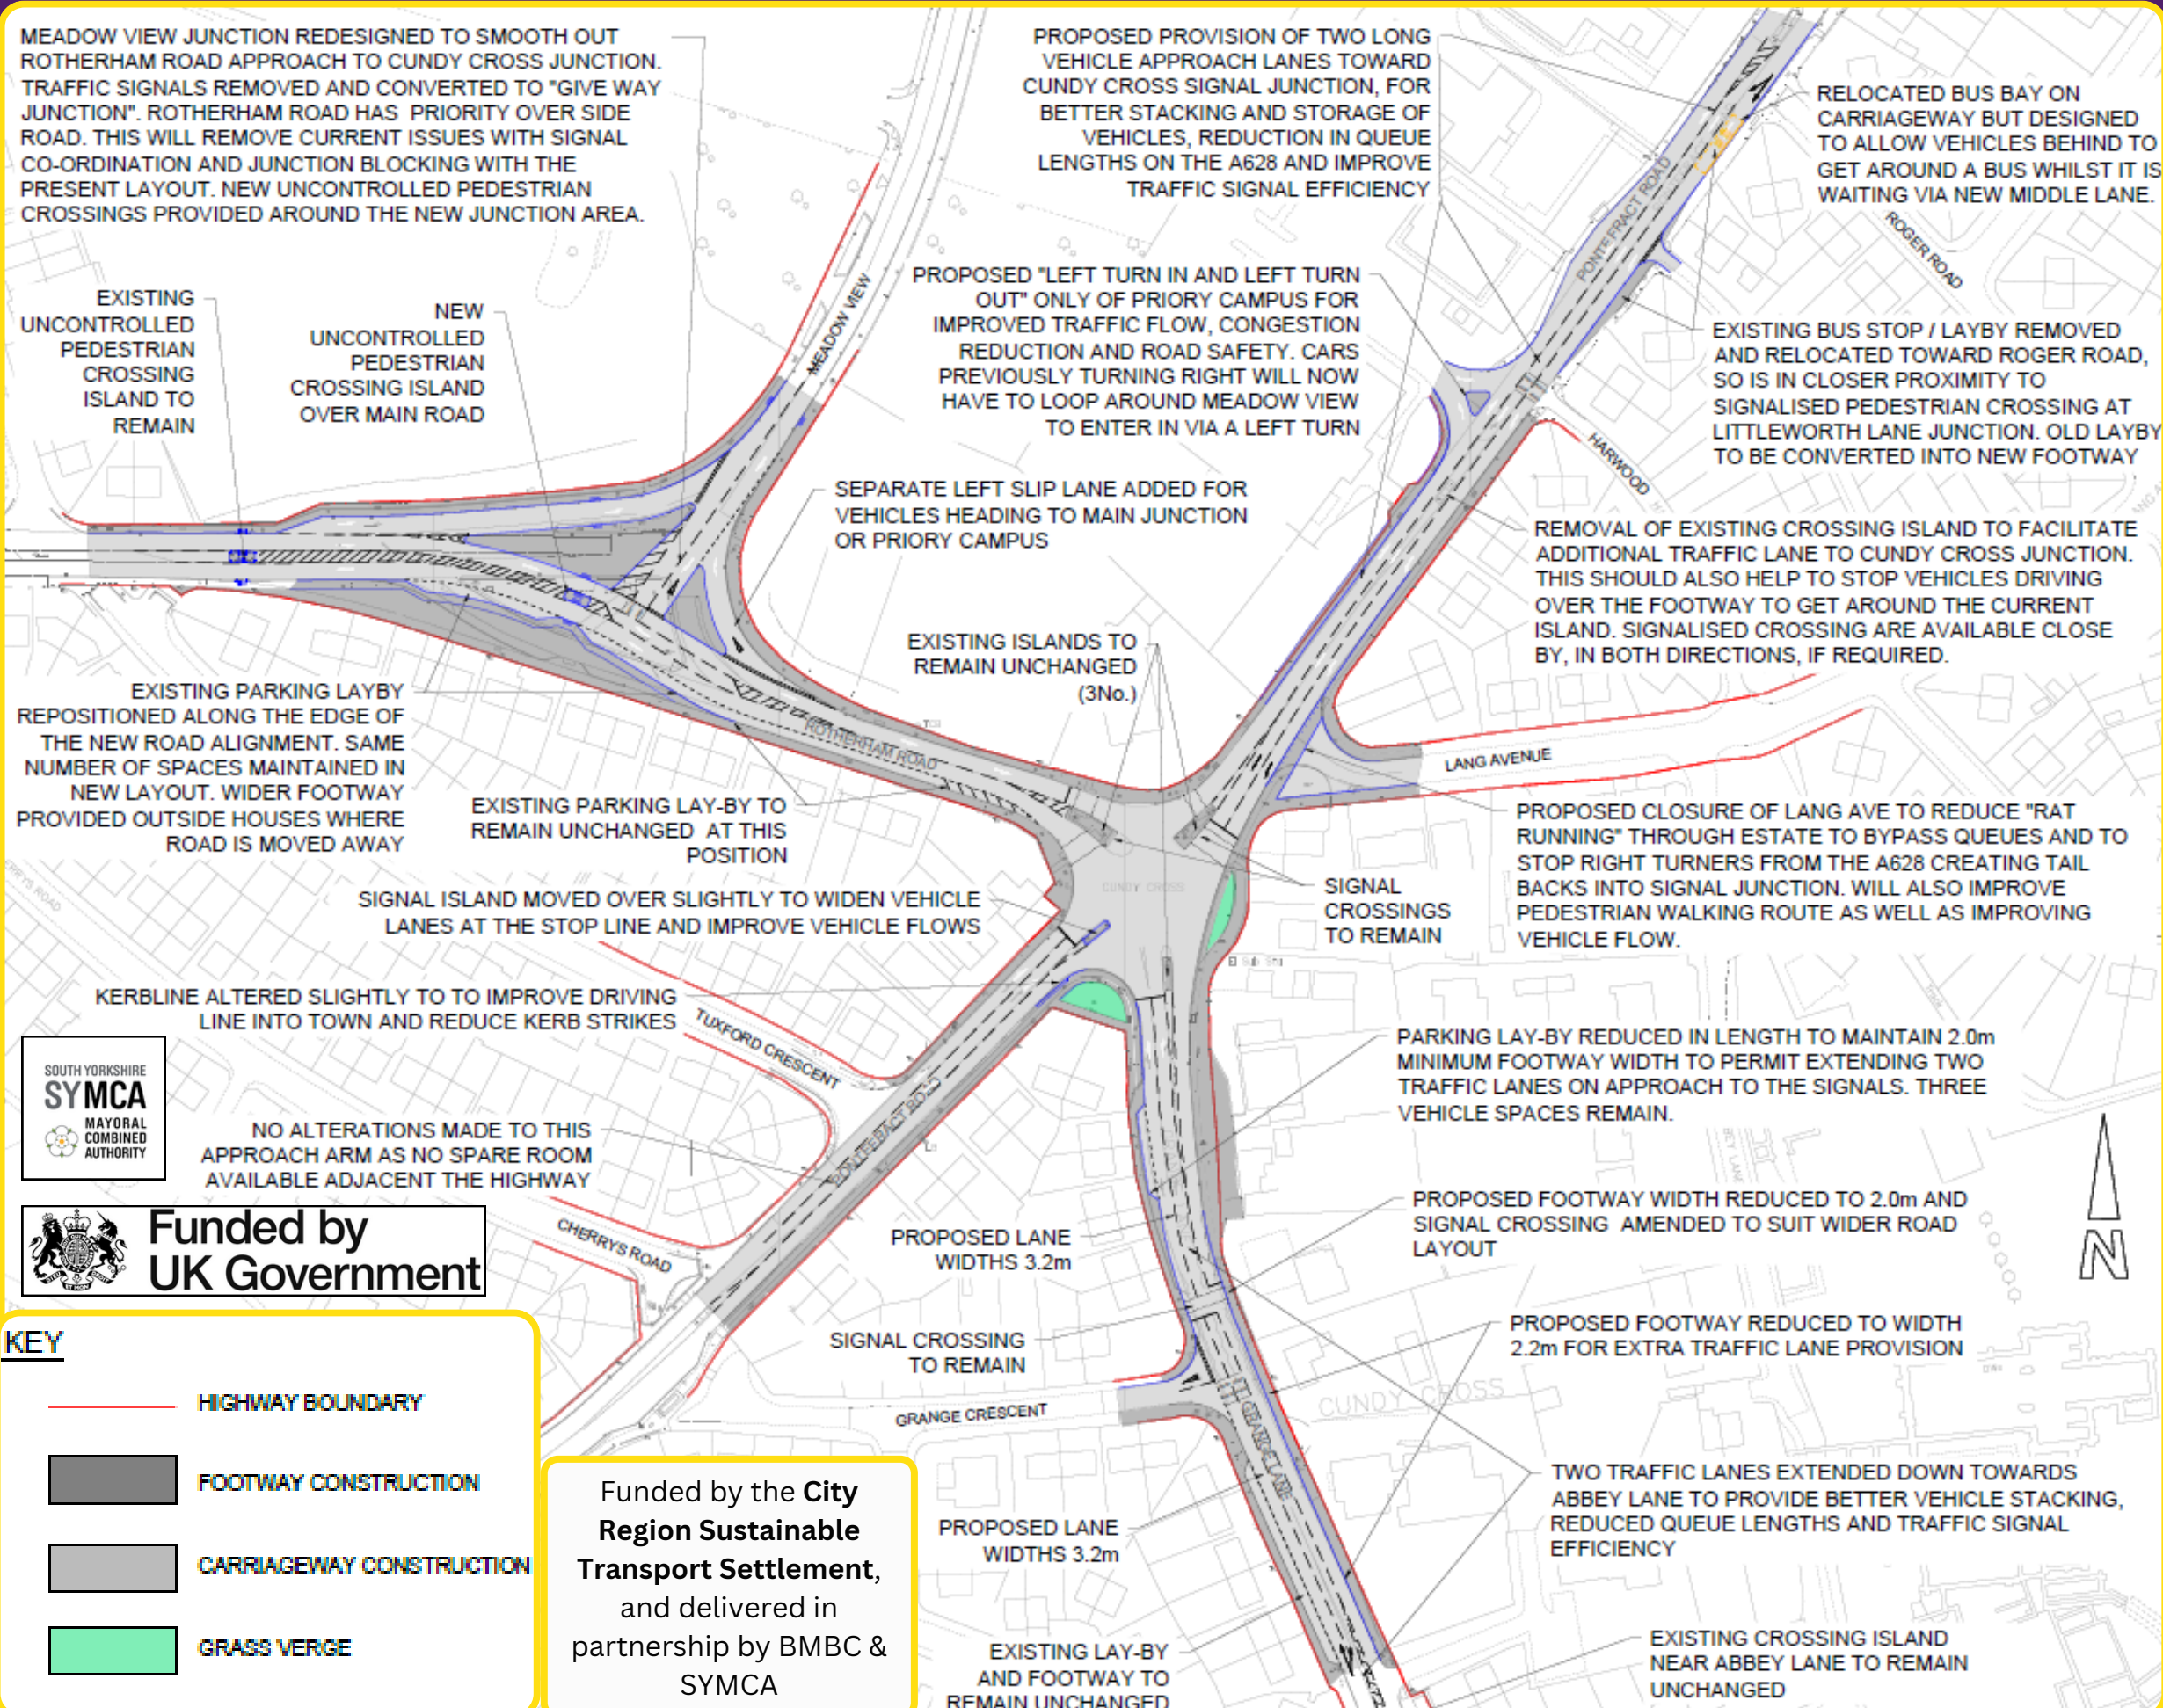 MEADOW VIEW JUNCTION REDESIGNED TO SMOOTH OUT
ROTHERHAM ROAD APPROACH TO CUNDY CROSS JUNCTION.
TRAFFIC SIGNALS REMOVED AND CONVERTED TO "GIVE WAY
JUNCTION". ROTHERHAM ROAD HAS PRIORITY OVER SIDE
ROAD. THIS WILL REMOVE CURRENT ISSUES WITH SIGNAL
CO-ORDINATION AND JUNCTION BLOCKING WITH THE
PRESENT LAYOUT. NEW UNCONTROLLED PEDESTRIAN
CROSSINGS PROVIDED AROUND THE NEW JUNCTION AREA.
PROPOSED PROVISION OF TWO LONG
VEHICLE APPROACH LANES TOWARD
CUNDY CROSS SIGNAL JUNCTION, FOR
BETTER STACKING AND STORAGE OF
VEHICLES, REDUCTION IN QUEUE
LENGTHS ON THE A628 AND IMPROVE
TRAFFIC SIGNAL EFFICIENCY
RELOCATED BUS BAY ON
CARRIAGEWAY BUT DESIGNED
TO ALLOW VEHICLES BEHIND TO
GET AROUND A BUS WHILST IT IS
WAITING VIA NEW MIDDLE LANE.
PONTEFRACT ROAD
ROGER ROAD
EXISTING
UNCONTROLLED
PEDESTRIAN
CROSSING
ISLAND TO
REMAIN
NEW
UNCONTROLLED
PEDESTRIAN
CROSSING ISLAND
OVER MAIN ROAD
MEADOW VIEW
PROPOSED "LEFT TURN IN AND LEFT TURN
OUT" ONLY OF PRIORY CAMPUS FOR
IMPROVED TRAFFIC FLOW, CONGESTION
REDUCTION AND ROAD SAFETY. CARS
PREVIOUSLY TURNING RIGHT WILL NOW
HAVE TO LOOP AROUND MEADOW VIEW
TO ENTER IN VIA A LEFT TURN
EXISTING BUS STOP / LAYBY REMOVED
AND RELOCATED TOWARD ROGER ROAD,
SO IS IN CLOSER PROXIMITY TO
SIGNALISED PEDESTRIAN CROSSING AT
LITTLEWORTH LANE JUNCTION. OLD LAYBY
TO BE CONVERTED INTO NEW FOOTWAY
HARWOOD
SEPARATE LEFT SLIP LANE ADDED FOR
VEHICLES HEADING TO MAIN JUNCTION
OR PRIORY CAMPUS
REMOVAL OF EXISTING CROSSING ISLAND TO FACILITATE
ADDITIONAL TRAFFIC LANE TO CUNDY CROSS JUNCTION.
THIS SHOULD ALSO HELP TO STOP VEHICLES DRIVING
OVER THE FOOTWAY TO GET AROUND THE CURRENT
ISLAND. SIGNALISED CROSSING ARE AVAILABLE CLOSE
BY, IN BOTH DIRECTIONS, IF REQUIRED.
EXISTING ISLANDS TO
REMAIN UNCHANGED
(3No.)
EXISTING PARKING LAYBY
REPOSITIONED ALONG THE EDGE OF
THE NEW ROAD ALIGNMENT. SAME
NUMBER OF SPACES MAINTAINED IN
NEW LAYOUT. WIDER FOOTWAY
PROVIDED OUTSIDE HOUSES WHERE
ROAD IS MOVED AWAY
ROTHERHAM ROAD
LANG AVENUE
EXISTING PARKING LAY-BY TO
REMAIN UNCHANGED AT THIS
POSITION
PROPOSED CLOSURE OF LANG AVE TO REDUCE "RAT
RUNNING" THROUGH ESTATE TO BYPASS QUEUES AND TO
STOP RIGHT TURNERS FROM THE A628 CREATING TAIL
BACKS INTO SIGNAL JUNCTION. WILL ALSO IMPROVE
PEDESTRIAN WALKING ROUTE AS WELL AS IMPROVING
VEHICLE FLOW.
CUNDY CROSS
SIGNAL
CROSSINGS
TO REMAIN
SIGNAL ISLAND MOVED OVER SLIGHTLY TO WIDEN VEHICLE
LANES AT THE STOP LINE AND IMPROVE VEHICLE FLOWS
El Sub Sta
KERBLINE ALTERED SLIGHTLY TO TO IMPROVE DRIVING
LINE INTO TOWN AND REDUCE KERB STRIKES
TUXFORD CRESCENT
PARKING LAY-BY REDUCED IN LENGTH TO MAINTAIN 2.0m
MINIMUM FOOTWAY WIDTH TO PERMIT EXTENDING TWO
TRAFFIC LANES ON APPROACH TO THE SIGNALS. THREE
VEHICLE SPACES REMAIN.
SOUTH YORKSHIRE
SYMCA
MAYORAL
COMBINED
AUTHORITY
NO ALTERATIONS MADE TO THIS
APPROACH ARM AS NO SPARE ROOM
AVAILABLE ADJACENT THE HIGHWAY
PONTEFRACT ROAD
PROPOSED FOOTWAY WIDTH REDUCED TO 2.0m AND
SIGNAL CROSSING AMENDED TO SUIT WIDER ROAD
LAYOUT
N
Funded by
UK Government
CHERRYS ROAD
PROPOSED LANE
WIDTHS 3.2m
SIGNAL CROSSING
TO REMAIN
PROPOSED FOOTWAY REDUCED TO WIDTH
2.2m FOR EXTRA TRAFFIC LANE PROVISION
CUNDY CROSS
GRANGE CRESCENT
GRANGE LANE
KEY
HIGHWAY BOUNDARY
FOOTWAY CONSTRUCTION
CARRIAGEWAY CONSTRUCTION
GRASS VERGE
Funded by the City
Region Sustainable
Transport Settlement,
and delivered in
partnership by BMBC &
SYMCA
TWO TRAFFIC LANES EXTENDED DOWN TOWARDS
ABBEY LANE TO PROVIDE BETTER VEHICLE STACKING,
REDUCED QUEUE LENGTHS AND TRAFFIC SIGNAL
EFFICIENCY
PROPOSED LANE
WIDTHS 3.2m
EXISTING LAY-BY
AND FOOTWAY TO
REMAIN UNCHANGED
EXISTING CROSSING ISLAND
NEAR ABBEY LANE TO REMAIN
UNCHANGED